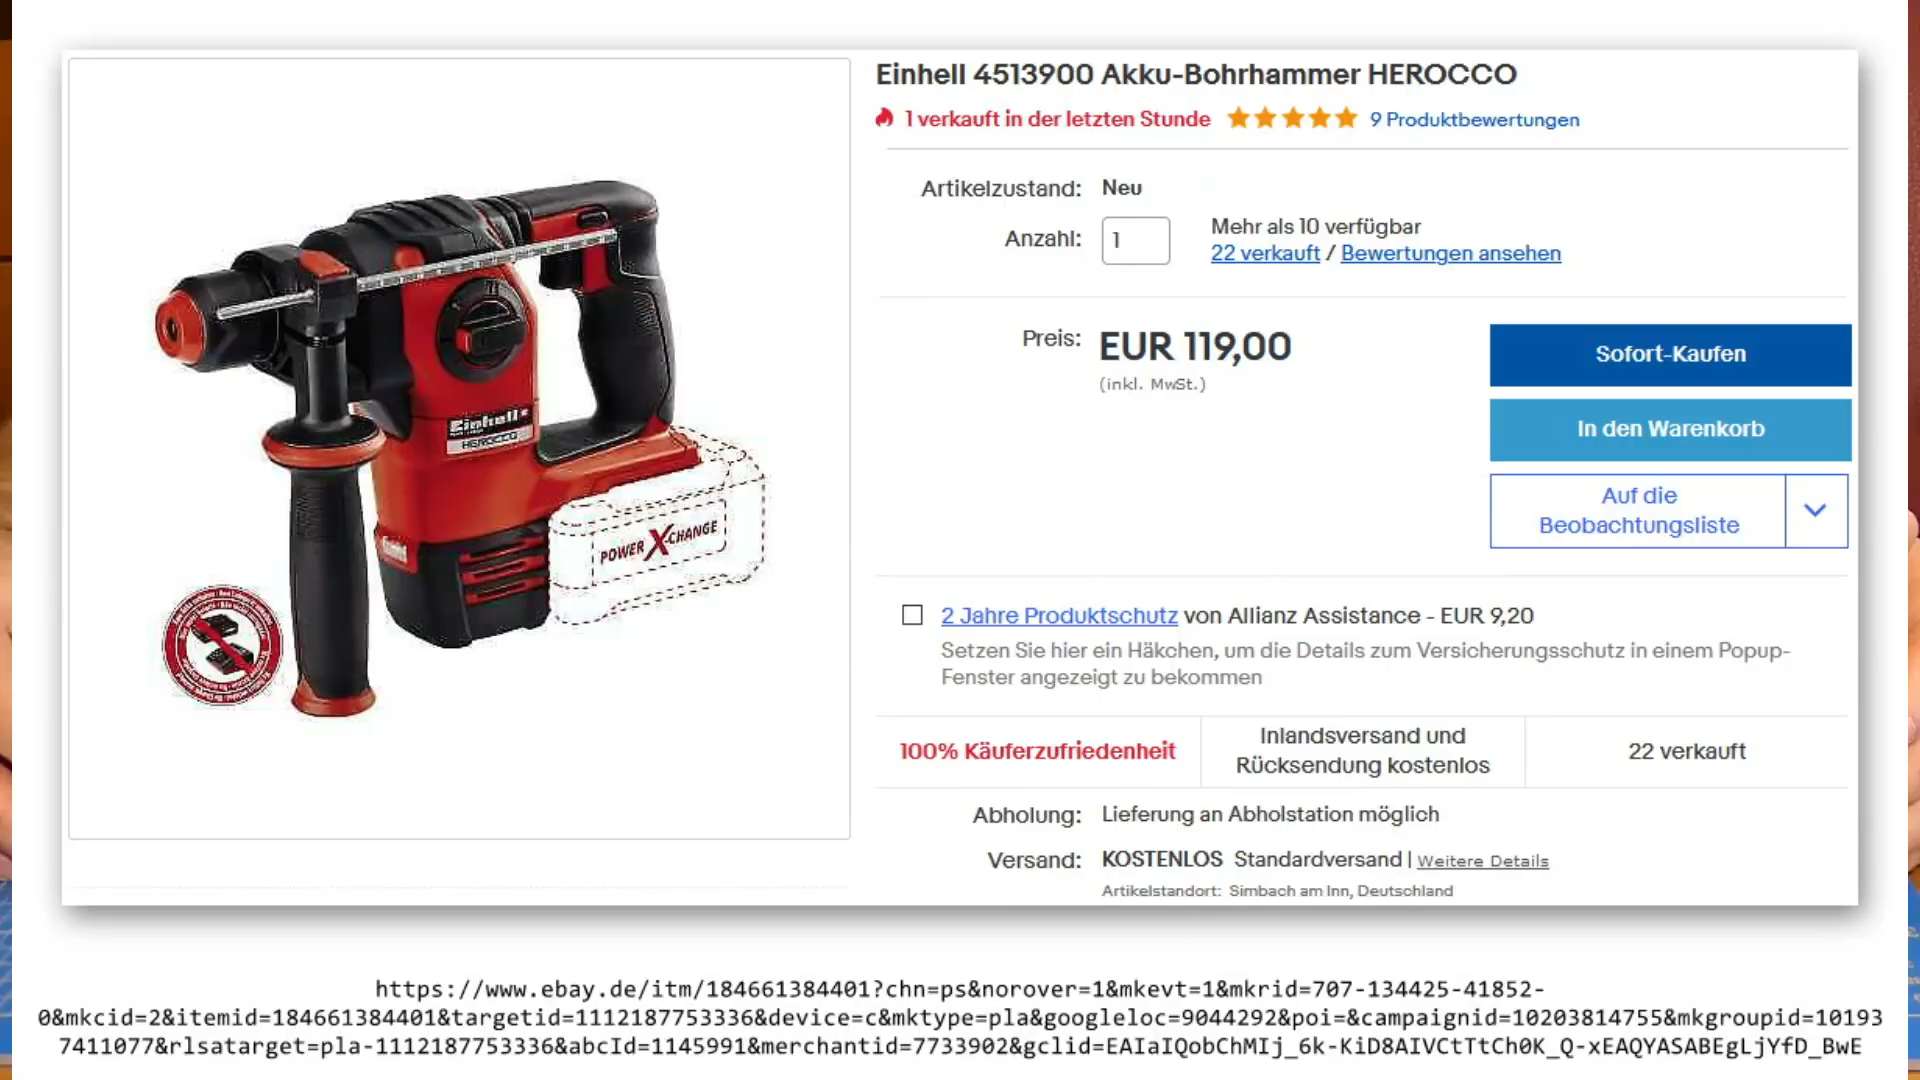 Einhell 4513900 Akku-Bohrhammer HEROCCO
1 verkauft in der letzten Stunde 9 Produktbewertungen
Artikelzustand: Neu
Anzahl: 1 Mehr als 10 verfügbar
22 verkauft / Bewertungen ansehen
Preis: EUR 119,00
(inkl. MwSt.)
Sofort-Kaufen
In den Warenkorb
Auf die
Beobachtungsliste
Einhell
HEROCCO
POWER X-CHANGE
Einhell
2 Jahre Produktschutz von Allianz Assistance - EUR 9,20
Setzen Sie hier ein Häkchen, um die Details zum Versicherungsschutz in einem Popup-
Fenster angezeigt zu bekommen
100% Käuferzufriedenheit
Inlandsversand und
Rücksendung kostenlos
22 verkauft
Abholung: Lieferung an Abholstation möglich
Versand: KOSTENLOS Standardversand | Weitere Details
Artikelstandort: Simbach am Inn, Deutschland
https://www.ebay.de/itm/184661384401?chn=ps&norover=1&mkevt=1&mkrid=707-134425-41852-
0&mkcid=2&itemid=184661384401&targetid=1112187753336&device=c&mktype=pla&googleloc=9044292&poi=&campaignid=10203814755&mkgroupid=10193
7411077&rlsatarget=pla-1112187753336&abcId=1145991&merchantid=7733902&gclid=EAIaIQobChMIj_6k-KiD8AIVCtTtCh0K_Q-xEAQYASABEgLjYfD_BwE